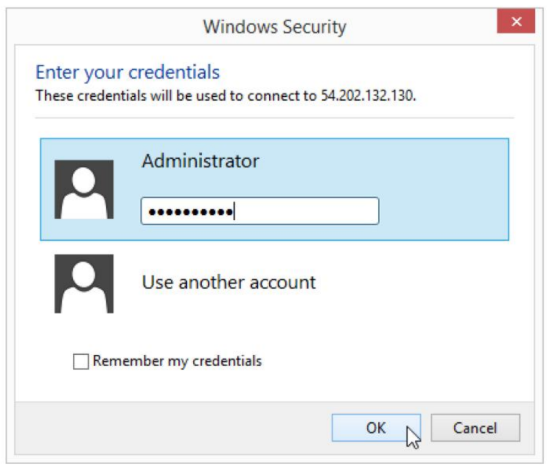 Windows Security
Enter your credentials
These credentials will be used to connect to 54.202.132.130.
Administrator
••••••••••
Use another account
Remember my credentials
OK
Cancel